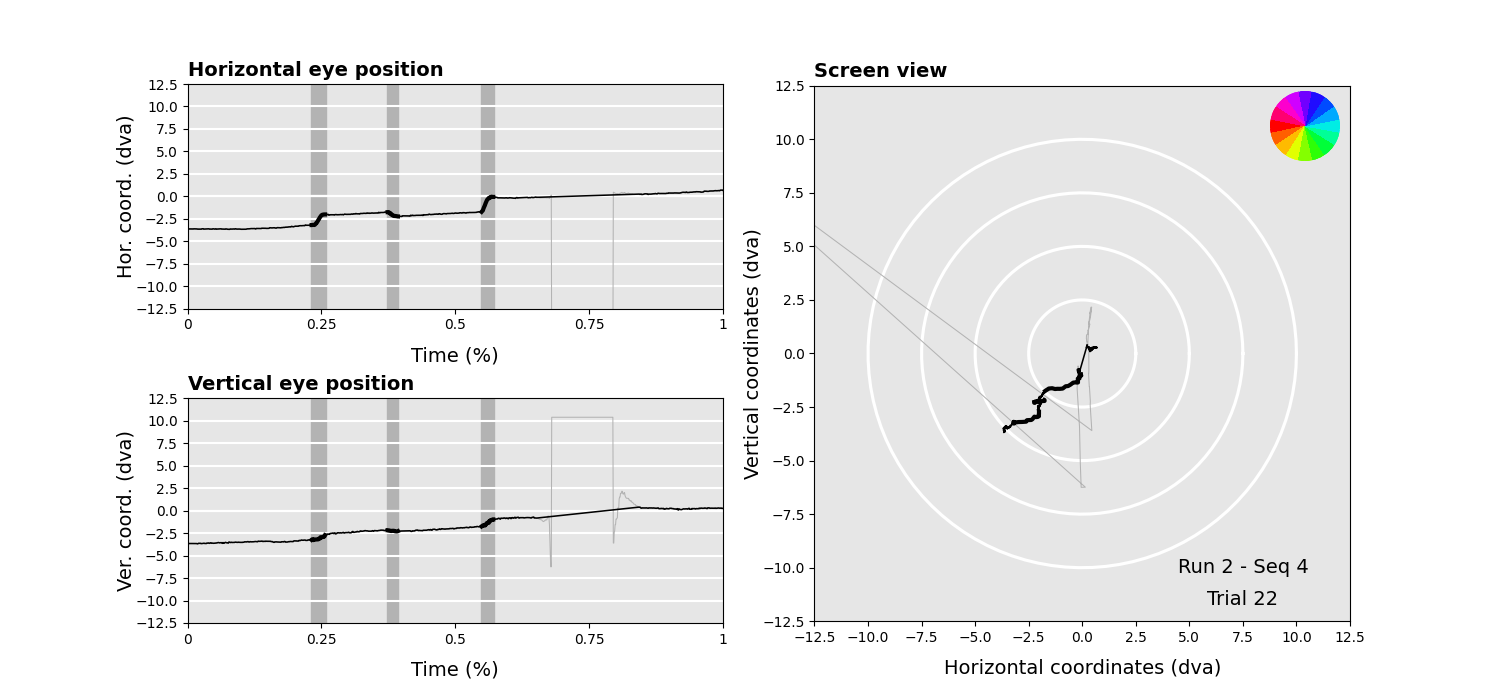 Horizontal eye position
Hor. coord. (dva)
12.5
10.0
7.5
5.0
2.5
0.0
−2.5
−5.0
−7.5
−10.0
−12.5
0 0.25 0.5 0.75 1
Time (%)
Vertical eye position
Ver. coord. (dva)
12.5
10.0
7.5
5.0
2.5
0.0
−2.5
−5.0
−7.5
−10.0
−12.5
0 0.25 0.5 0.75 1
Time (%)
Screen view
Vertical coordinates (dva)
12.5
10.0
7.5
5.0
2.5
0.0
−2.5
−5.0
−7.5
−10.0
−12.5
Run 2 - Seq 4
Trial 22
−12.5 −10.0 −7.5 −5.0 −2.5 0.0 2.5 5.0 7.5 10.0 12.5
Horizontal coordinates (dva)